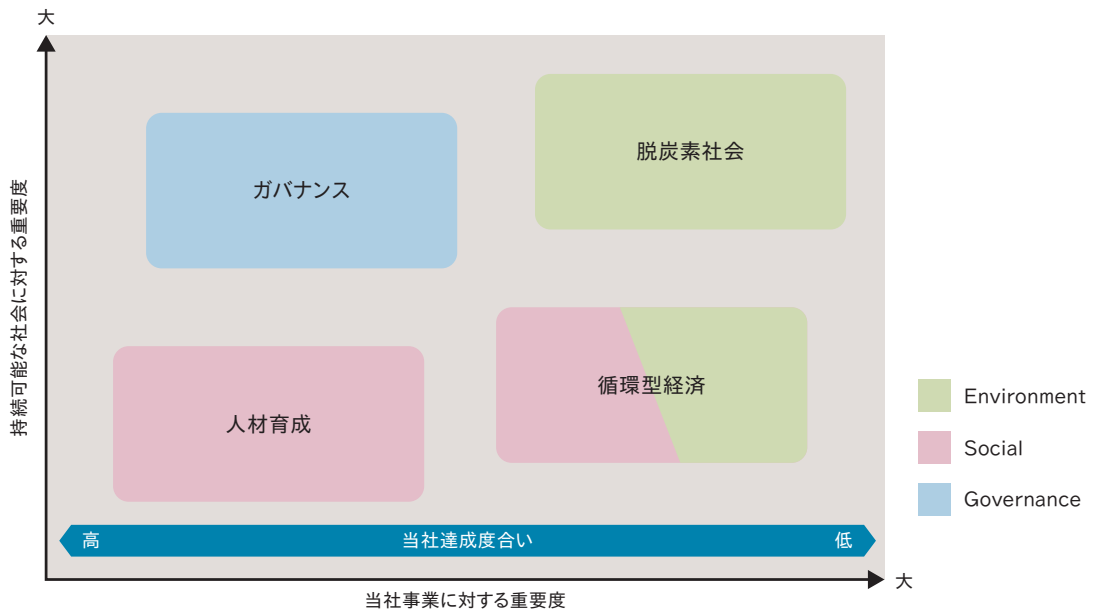 大
持続可能な社会に対する重要度
ガバナンス
脱炭素社会
人材育成
循環型経済
Environment
Social
Governance
高
当社達成度合い
低
大
当社事業に対する重要度